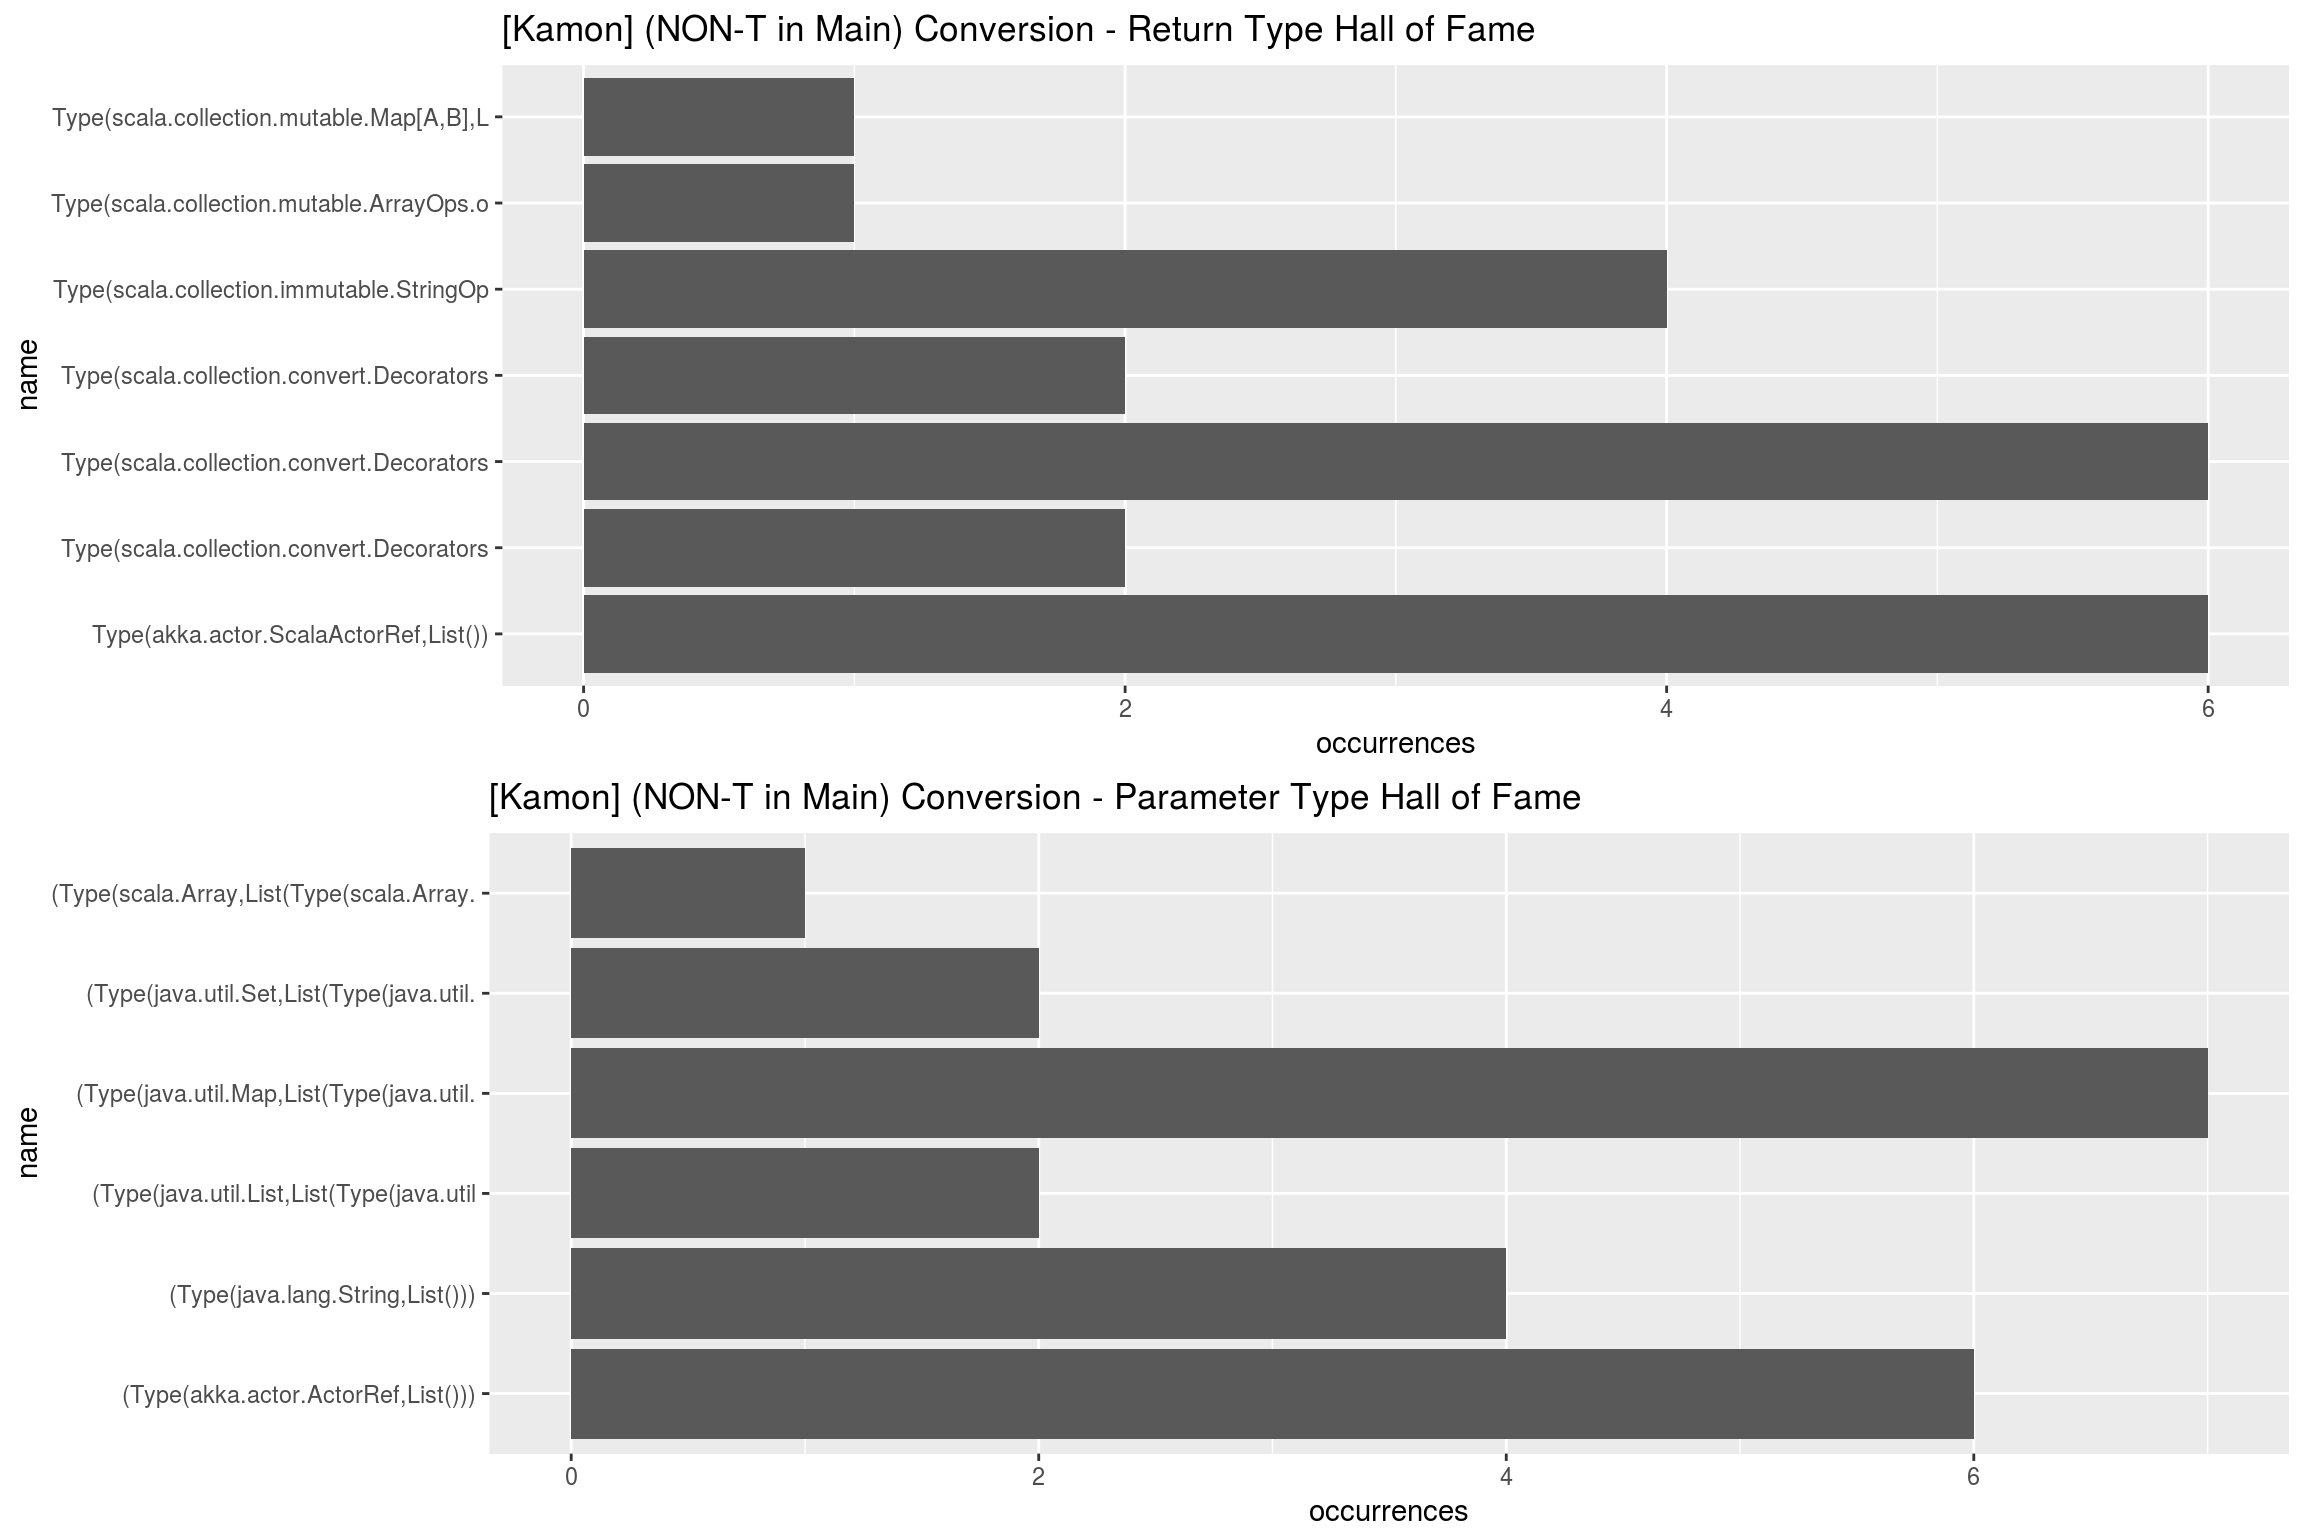 [Kamon] (NON-T in Main) Conversion - Return Type Hall of Fame
Type(scala.collection.mutable.Map[A,B],L
Type(scala.collection.mutable.ArrayOps.o
Type(scala.collection.immutable.StringOp
Type(scala.collection.convert.Decorators
Type(scala.collection.convert.Decorators
Type(scala.collection.convert.Decorators
Type(akka.actor.ScalaActorRef,List())
name
0 2 4 6
occurrences
[Kamon] (NON-T in Main) Conversion - Parameter Type Hall of Fame
(Type(scala.Array,List(Type(scala.Array.
(Type(java.util.Set,List(Type(java.util.
(Type(java.util.Map,List(Type(java.util.
(Type(java.util.List,List(Type(java.util
(Type(java.lang.String,List()))
(Type(akka.actor.ActorRef,List()))
name
0 2 4 6
occurrences